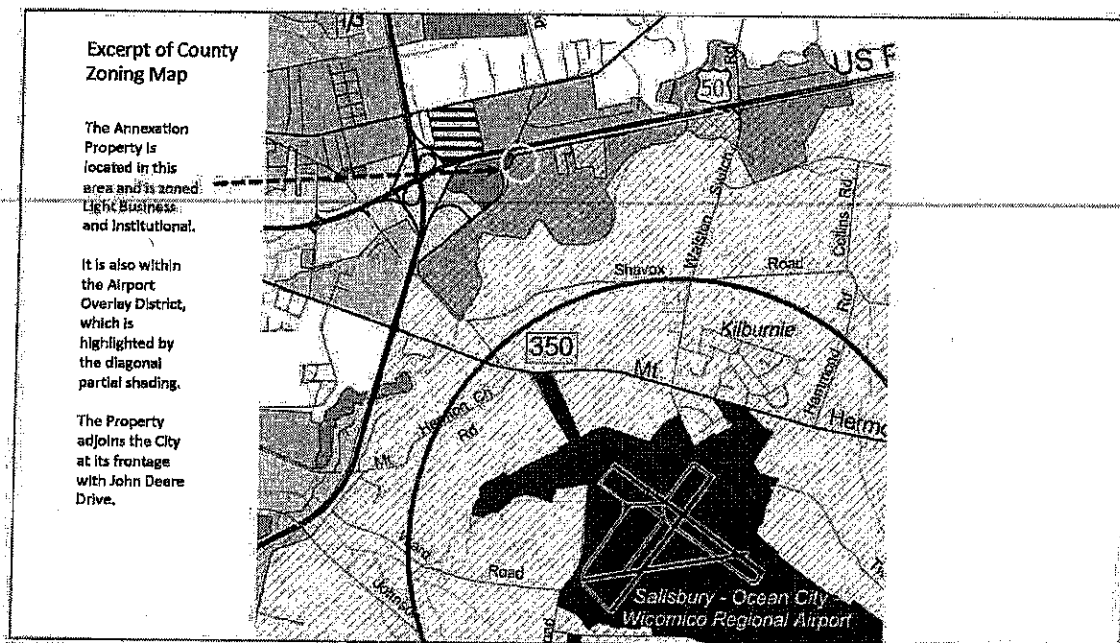 Excerpt of County
Zoning Map
The Annexation
Property is
located in this
area and is zoned
Light Business
and Institutional.
It is also within
the Airport
Overlay District,
which is
highlighted by
the diagonal
partial shading.
The Property
adjoins the City
at its frontage
with John Deere
Drive.
US
50
Walston
Collins Rd
Shavox
Road
Kilburnie
350
Mt.
Hammond Rd
Mt.
Hermon Ch
Rd
Ward
Road
Johnson
Salisbury - Ocean City
Wicomico Regional Airport